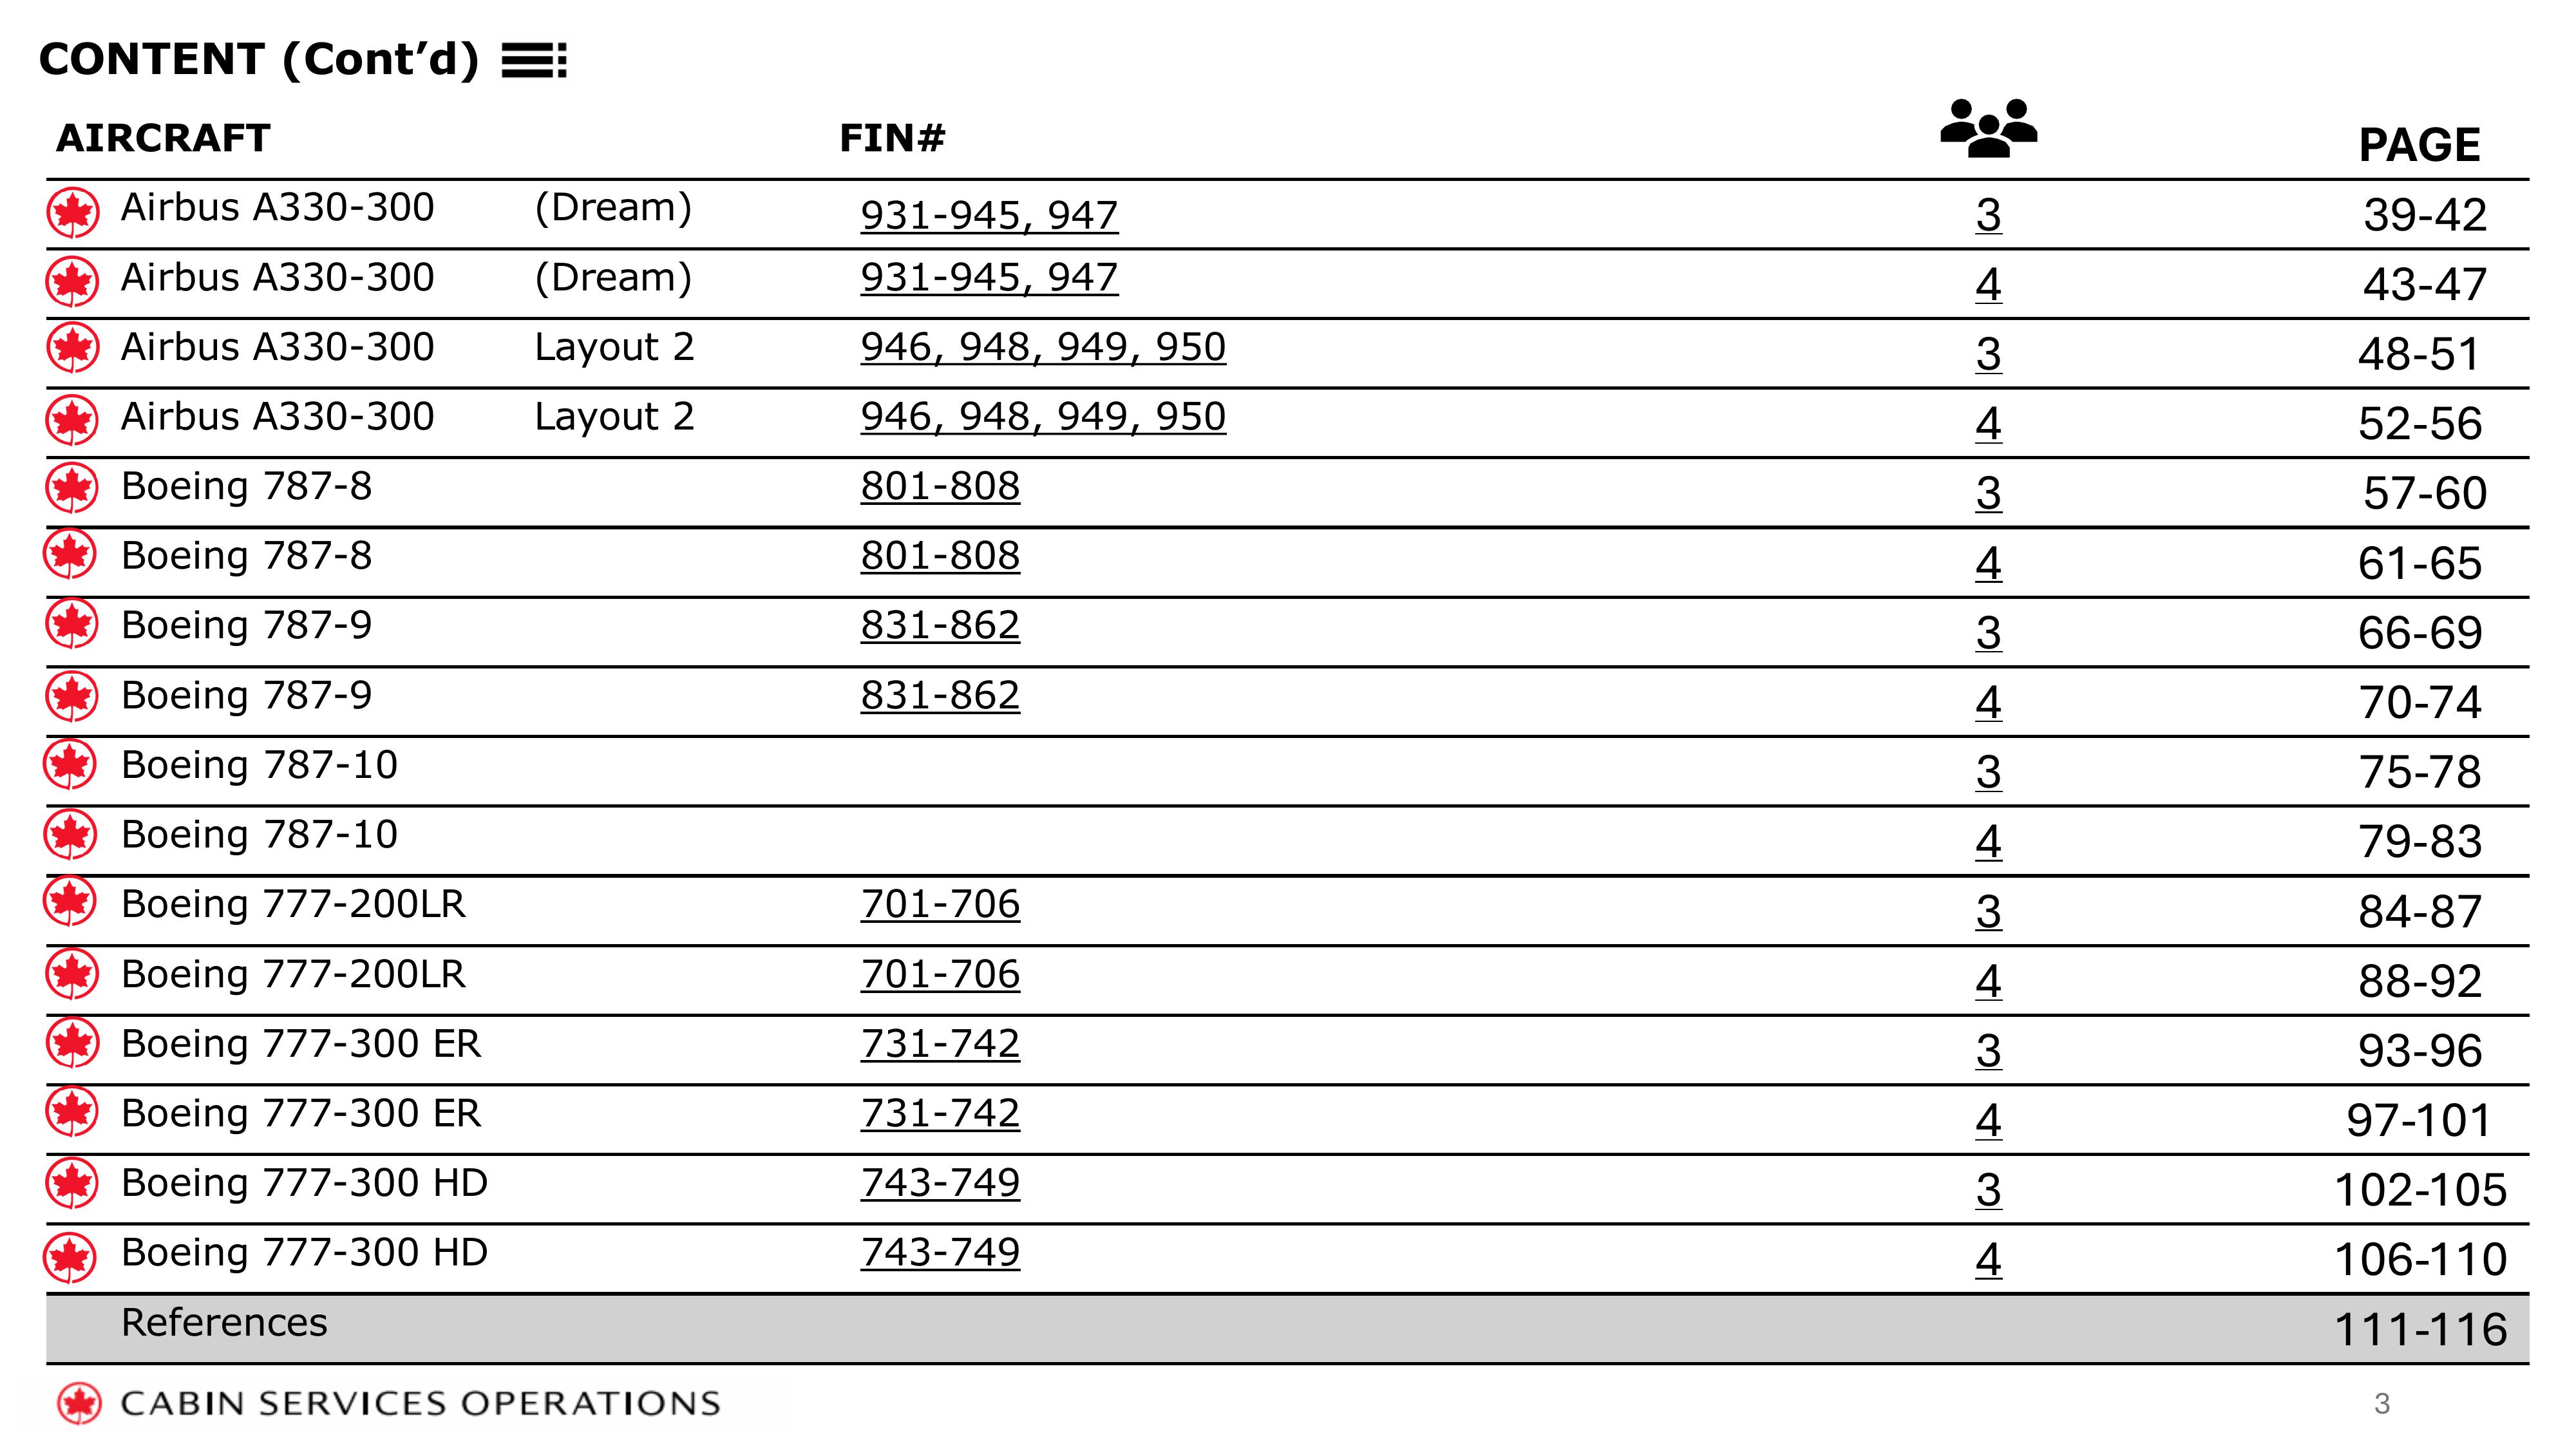 CONTENT (Cont’d)
AIRCRAFT FIN# PAGE
Airbus A330-300 (Dream) 931-945, 947 3 39-42
Airbus A330-300 (Dream) 931-945, 947 4 43-47
Airbus A330-300 Layout 2 946, 948, 949, 950 3 48-51
Airbus A330-300 Layout 2 946, 948, 949, 950 4 52-56
Boeing 787-8 801-808 3 57-60
Boeing 787-8 801-808 4 61-65
Boeing 787-9 831-862 3 66-69
Boeing 787-9 831-862 4 70-74
Boeing 787-10 3 75-78
Boeing 787-10 4 79-83
Boeing 777-200LR 701-706 3 84-87
Boeing 777-200LR 701-706 4 88-92
Boeing 777-300 ER 731-742 3 93-96
Boeing 777-300 ER 731-742 4 97-101
Boeing 777-300 HD 743-749 3 102-105
Boeing 777-300 HD 743-749 4 106-110
References 111-116
CABIN SERVICES OPERATIONS 3